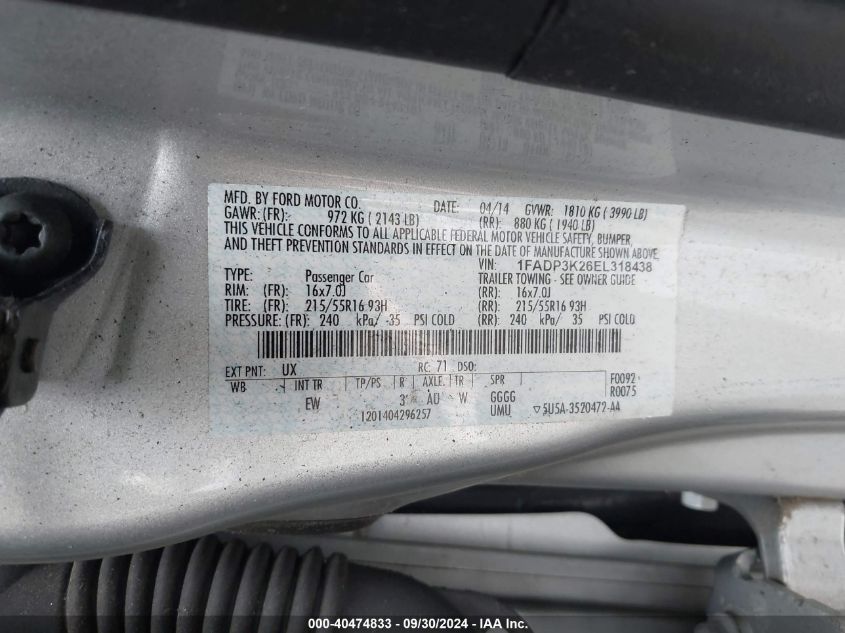 MFD. BY FORD MOTOR CO. DATE: 04/14 GVWR: 1810 KG ( 3990 LB)
GAWR: (FR): 972 KG ( 2143 LB) (RR): 880 KG ( 1940 LB)
THIS VEHICLE CONFORMS TO ALL APPLICABLE FEDERAL MOTOR VEHICLE SAFETY, BUMPER,
AND THEFT PREVENTION STANDARDS IN EFFECT ON THE DATE OF MANUFACTURE SHOWN ABOVE.
VIN: 1FADP3K26EL318438
TYPE: Passenger Car TRAILER TOWING - SEE OWNER GUIDE
RIM: (FR): 16x7.0J (RR): 16x7.0J
TIRE: (FR): 215/55R16 93H (RR): 215/55R16 93H
PRESSURE: (FR): 240 kPa/ 35 PSI COLD (RR): 240 kPa/ 35 PSI COLD
EXT PNT: UX RC: 71 DSO:
WB INT TR TP/PS R AXLE TR SPR F0092
EW 3 AD W GGGG R0075
1201404296257 UMU ▽5U5A-3520472-AA
000-40474833 - 09/30/2024 - IAA Inc.